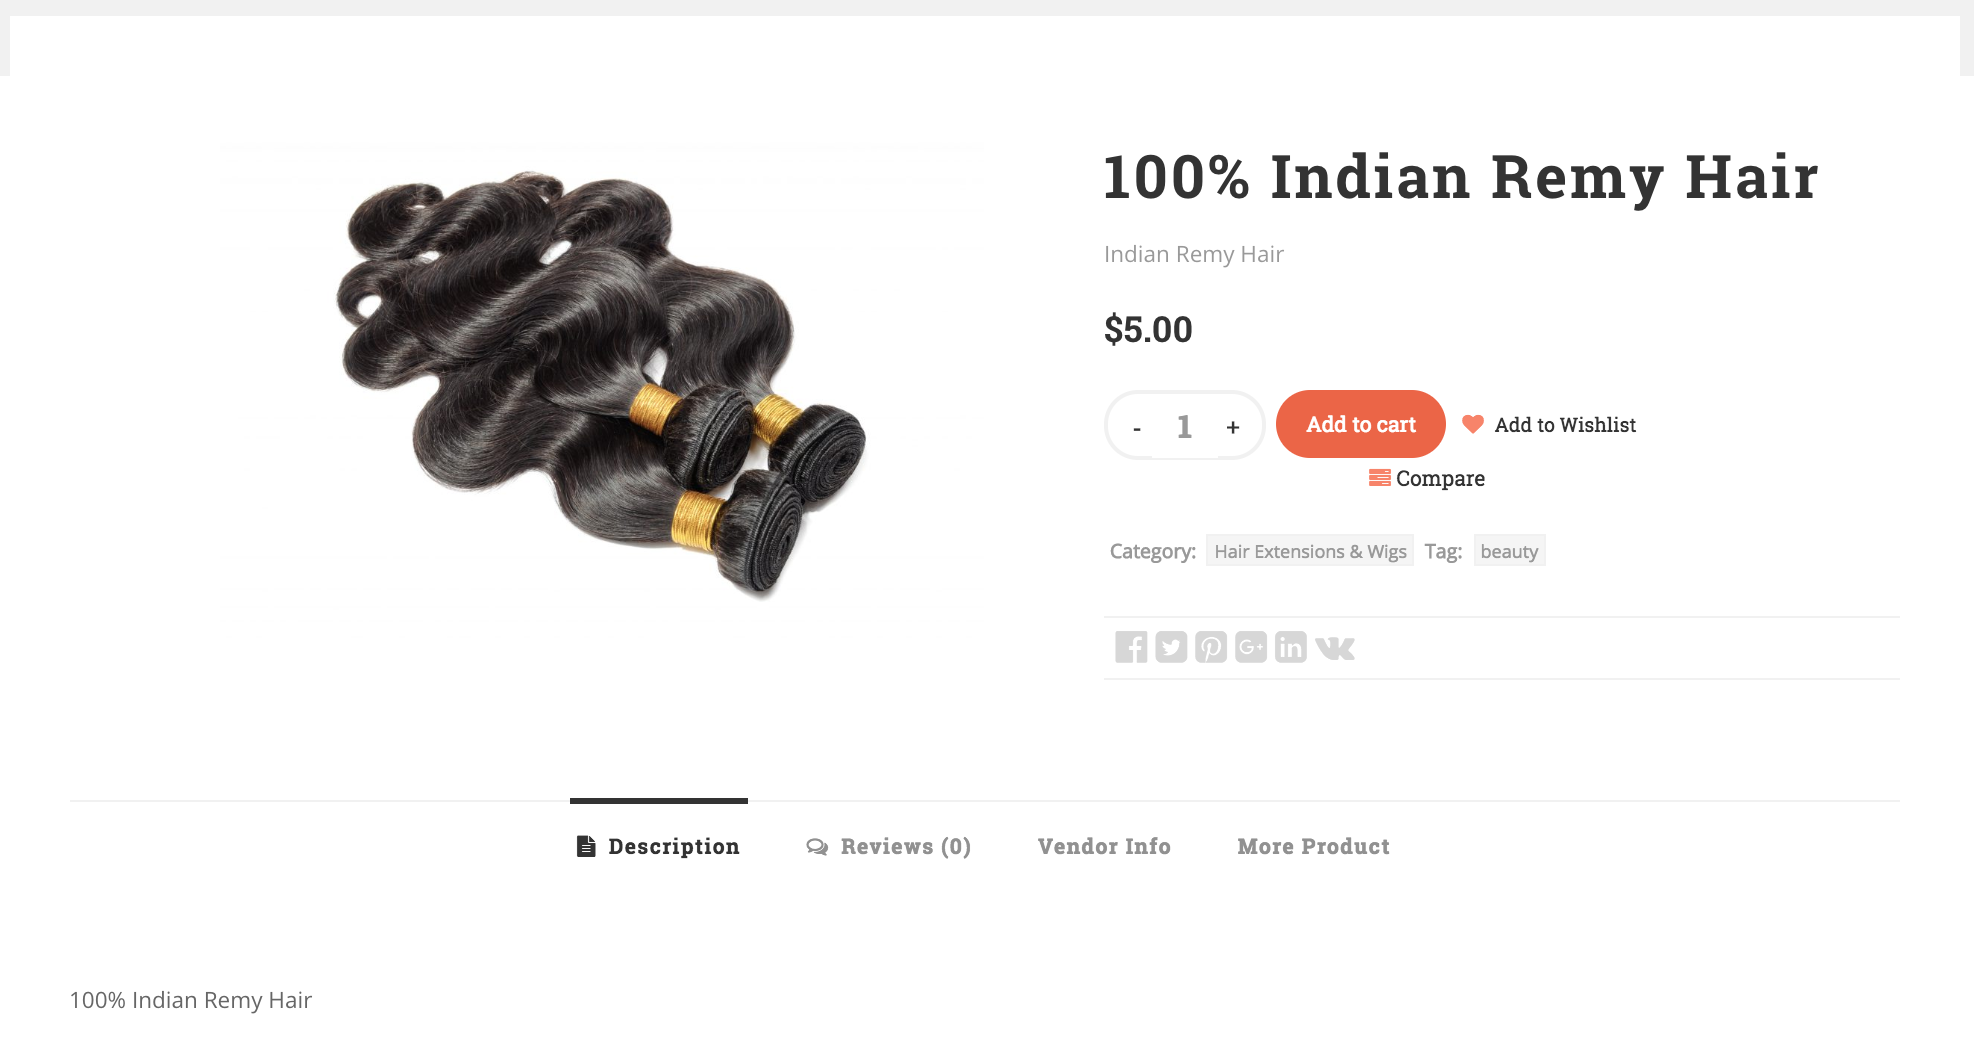 100% Indian Remy Hair
Indian Remy Hair
$5.00
- 1 + Add to cart Add to Wishlist
Compare
Category: Hair Extensions & Wigs Tag: beauty
Description Reviews (0) Vendor Info More Product
100% Indian Remy Hair